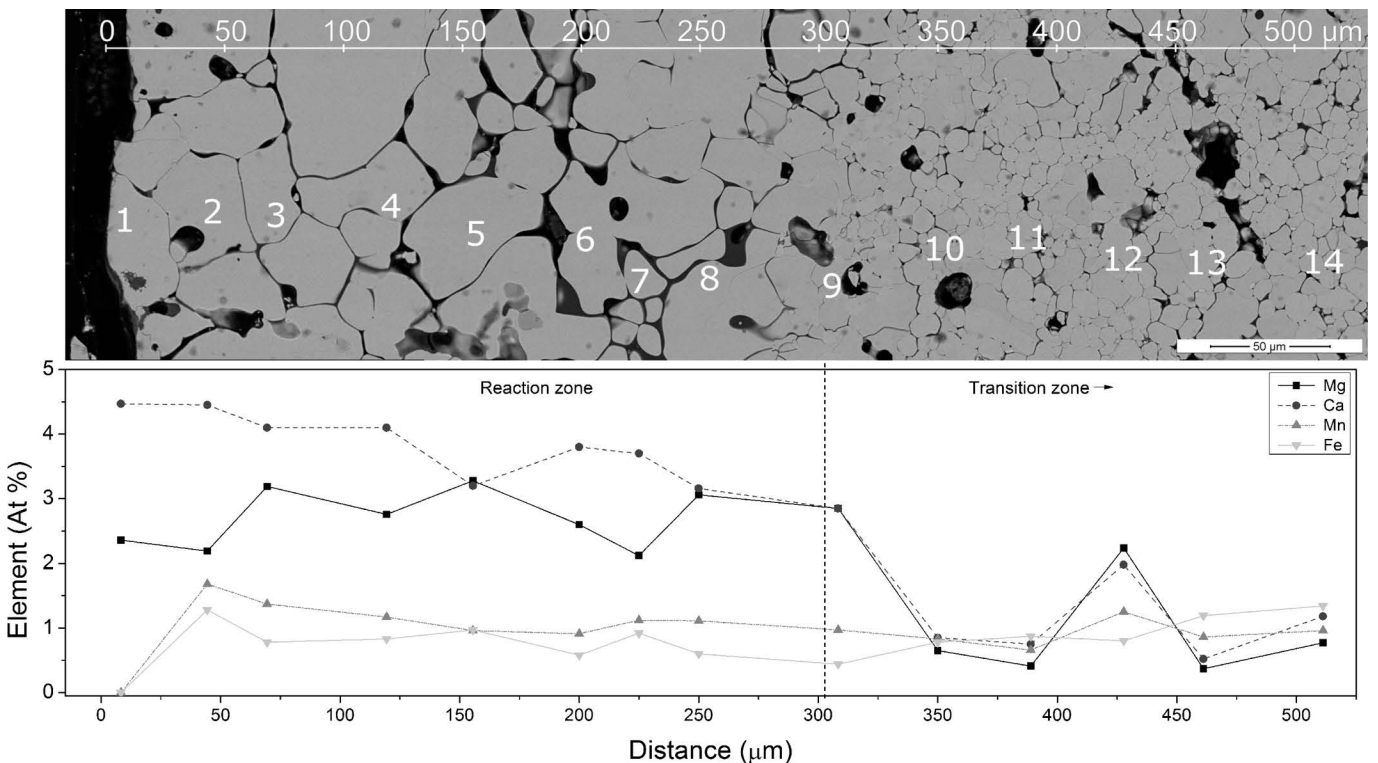 0 50 100 150 200 250 300 350 400 450 500 µm
1 2 3 4 5 6 7 8 9 10 11 12 13 14
50 µm
Reaction zone Transition zone →
Mg
Ca
Mn
Fe
Element (At %)
5
4
3
2
1
0
0 50 100 150 200 250 300 350 400 450 500
Distance (µm)